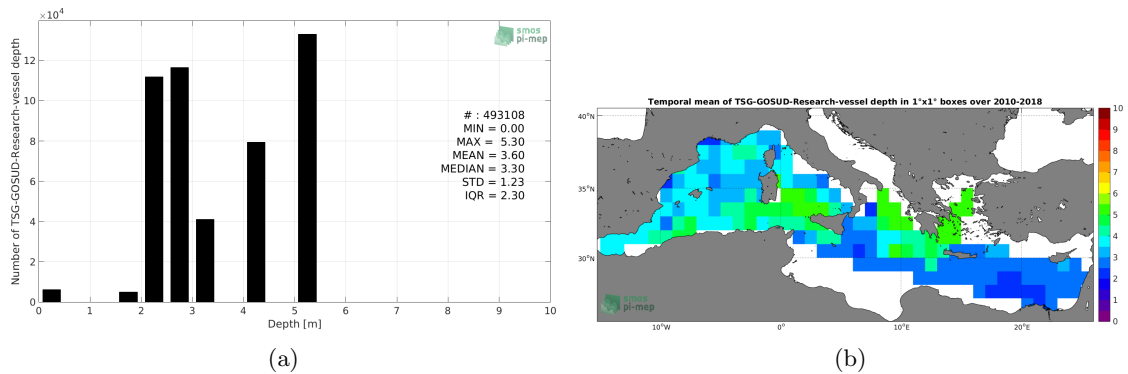 ×10⁴
12
10
8
6
4
2
0
0 1 2 3 4 5 6 7 8 9 10
Number of TSG-GOSUD-Research-vessel depth
Depth [m]
smos
pi-mep
# : 493108
MIN = 0.00
MAX = 5.30
MEAN = 3.60
MEDIAN = 3.30
STD = 1.23
IQR = 2.30
(a)
Temporal mean of TSG-GOSUD-Research-vessel depth in 1°x1° boxes over 2010-2018
40°N
35°N
30°N
10°W 0° 10°E 20°E
smos
pi-mep
10
9
8
7
6
5
4
3
2
1
0
(b)